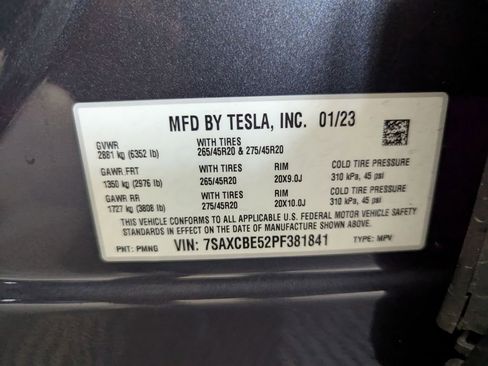 MFD BY TESLA, INC. 01/23
GVWR WITH TIRES
2881 kg (6352 lb) 265/45R20 & 275/45R20
GAWR FRT WITH TIRES RIM COLD TIRE PRESSURE
1350 kg (2976 lb) 265/45R20 20X9.0J 310 kPa, 45 psi
GAWR RR WITH TIRES RIM COLD TIRE PRESSURE
1727 kg (3808 lb) 275/45R20 20X10.0J 310 kPa, 45 psi
THIS VEHICLE CONFORMS TO ALL APPLICABLE U.S. FEDERAL MOTOR VEHICLE SAFETY
STANDARDS IN EFFECT ON THE DATE OF MANUFACTURE SHOWN ABOVE.
PNT: PMNG VIN: 7SAXCBE52PF381841 TYPE: MPV